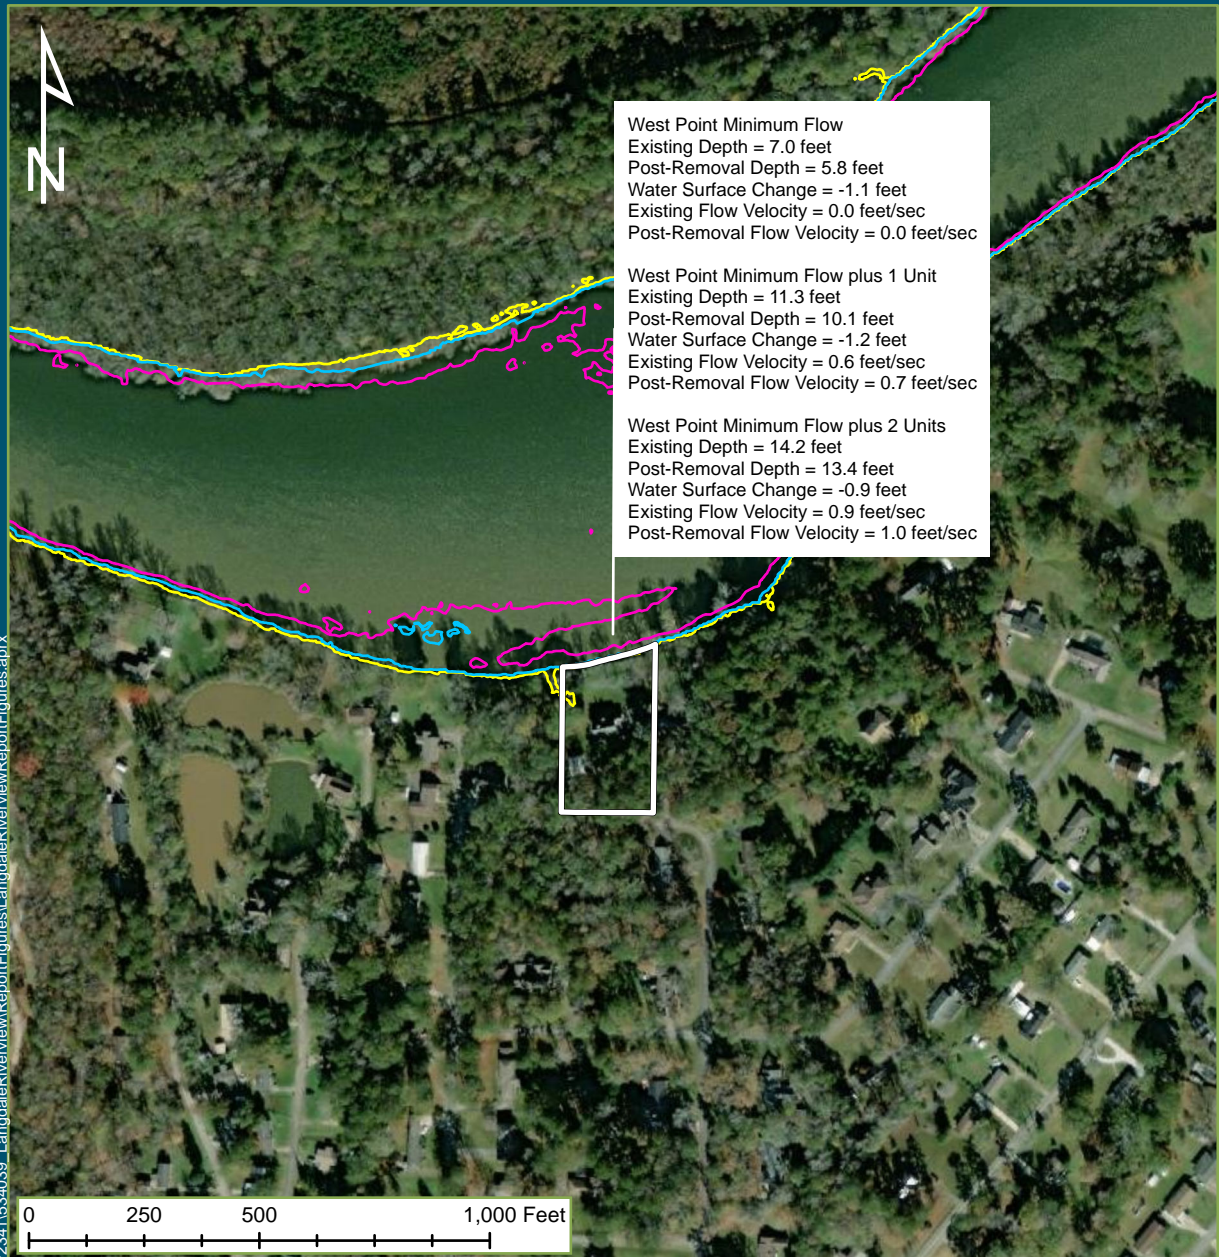 N
West Point Minimum Flow
Existing Depth = 7.0 feet
Post-Removal Depth = 5.8 feet
Water Surface Change = -1.1 feet
Existing Flow Velocity = 0.0 feet/sec
Post-Removal Flow Velocity = 0.0 feet/sec
West Point Minimum Flow plus 1 Unit
Existing Depth = 11.3 feet
Post-Removal Depth = 10.1 feet
Water Surface Change = -1.2 feet
Existing Flow Velocity = 0.6 feet/sec
Post-Removal Flow Velocity = 0.7 feet/sec
West Point Minimum Flow plus 2 Units
Existing Depth = 14.2 feet
Post-Removal Depth = 13.4 feet
Water Surface Change = -0.9 feet
Existing Flow Velocity = 0.9 feet/sec
Post-Removal Flow Velocity = 1.0 feet/sec
0 250 500 1,000 Feet